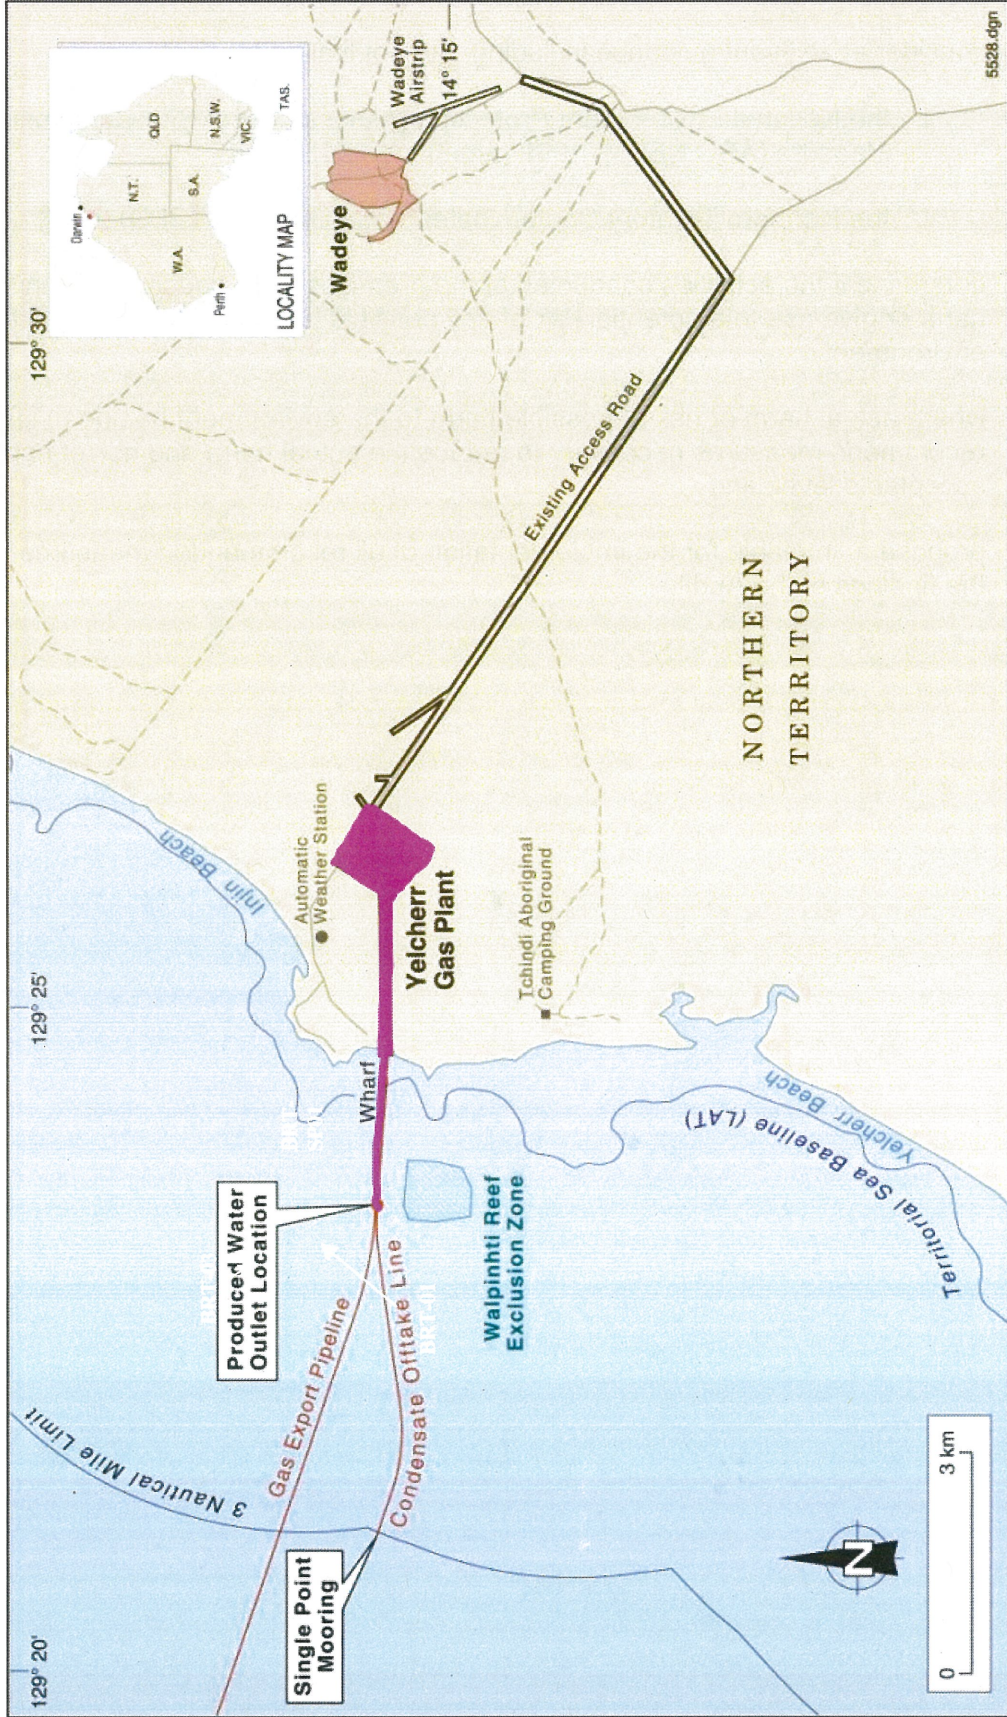 129° 20'
129° 25'
129° 30'
3 Nautical Mile Limit
Gas Export Pipeline
Single Point
Mooring
Condensate Offtake Line
Produced Water
Outlet Location
Walpinhti Reef
Exclusion Zone
Wharf
Injin Beach
Automatic
Weather Station
Yelcherr
Gas Plant
Tchindi Aboriginal
Camping Ground
Yelcherr Beach
Territorial Sea Baseline (LAT)
Existing Access Road
Wadeye
Wadeye
Airstrip
14° 15'
NORTHERN
TERRITORY
LOCALITY MAP
Darwin
Perth
W.A.
N.T.
S.A.
QLD
N.S.W.
VIC.
TAS.
N
0 3 km
5528.dgn